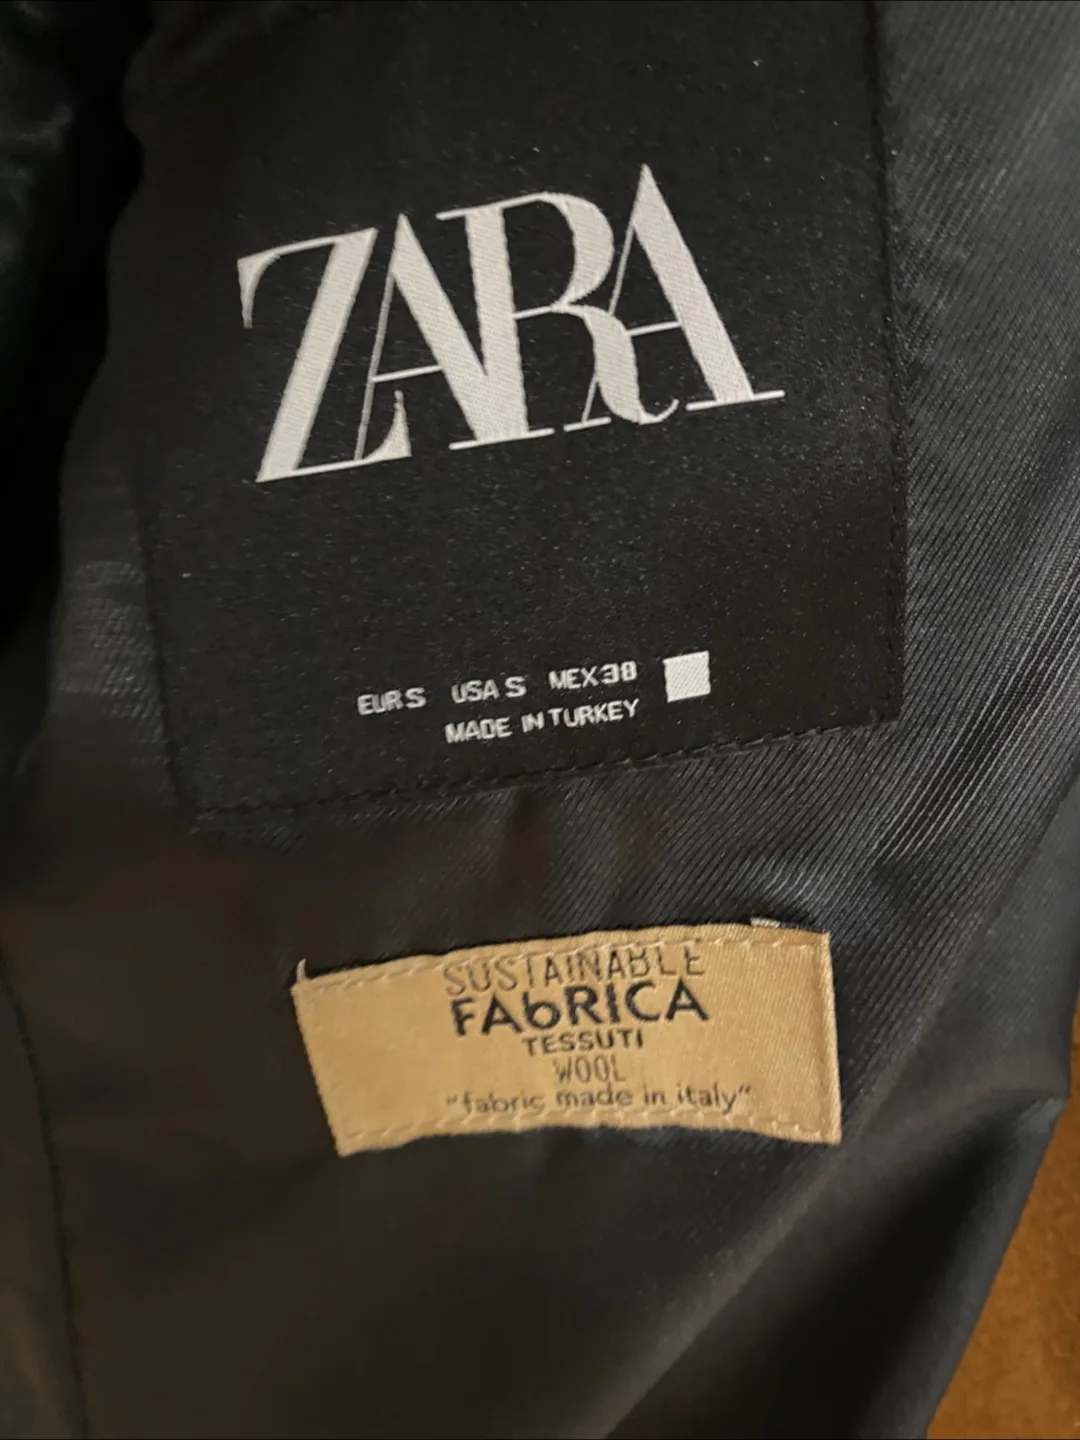 ZARA
EUR S USA S MEX 38
MADE IN TURKEY
SUSTAINABLE
FAbRICA
TESSUTI
WOOL
"fabric made in italy"